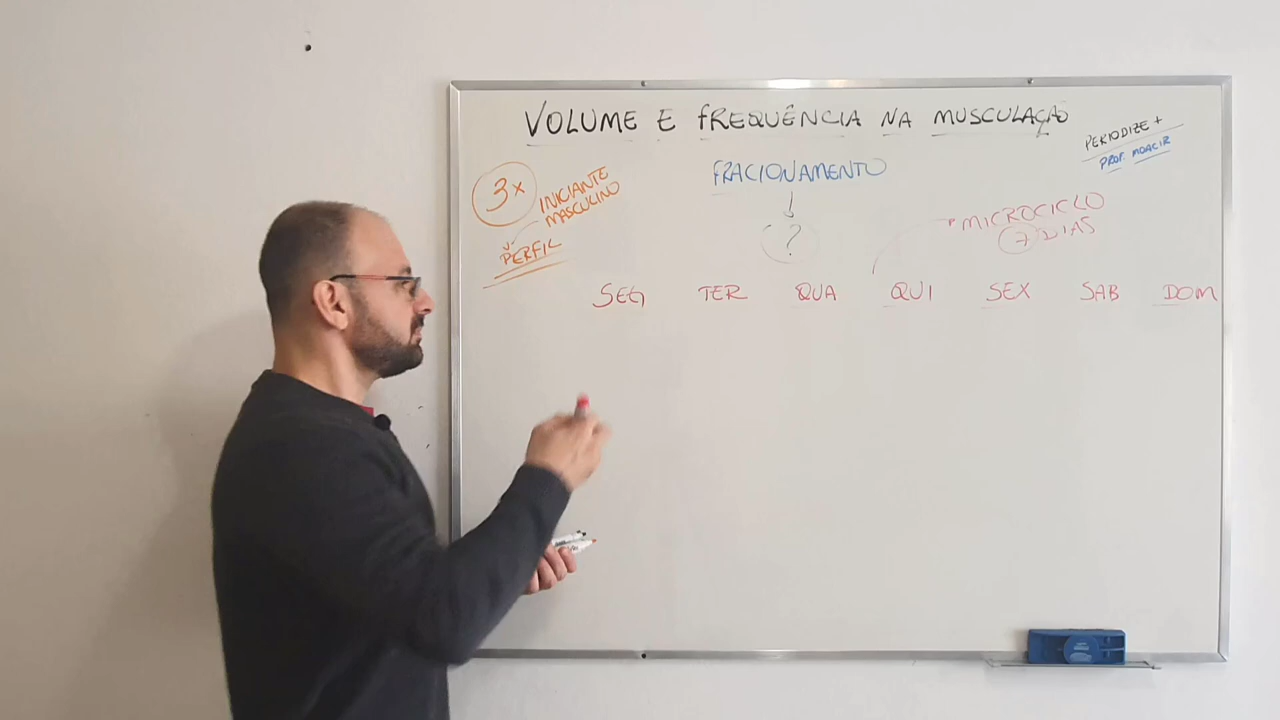 VOLUME E FREQUÊNCIA NA MUSCULAÇÃO
PERIODIZE +
PROF. MOACIR
FRACIONAMENTO
?
3x
INICIANTE
MASCULINO
PERFIL
MICROCICLO
7 DIAS
SEG TER QUA QUI SEX SAB DOM